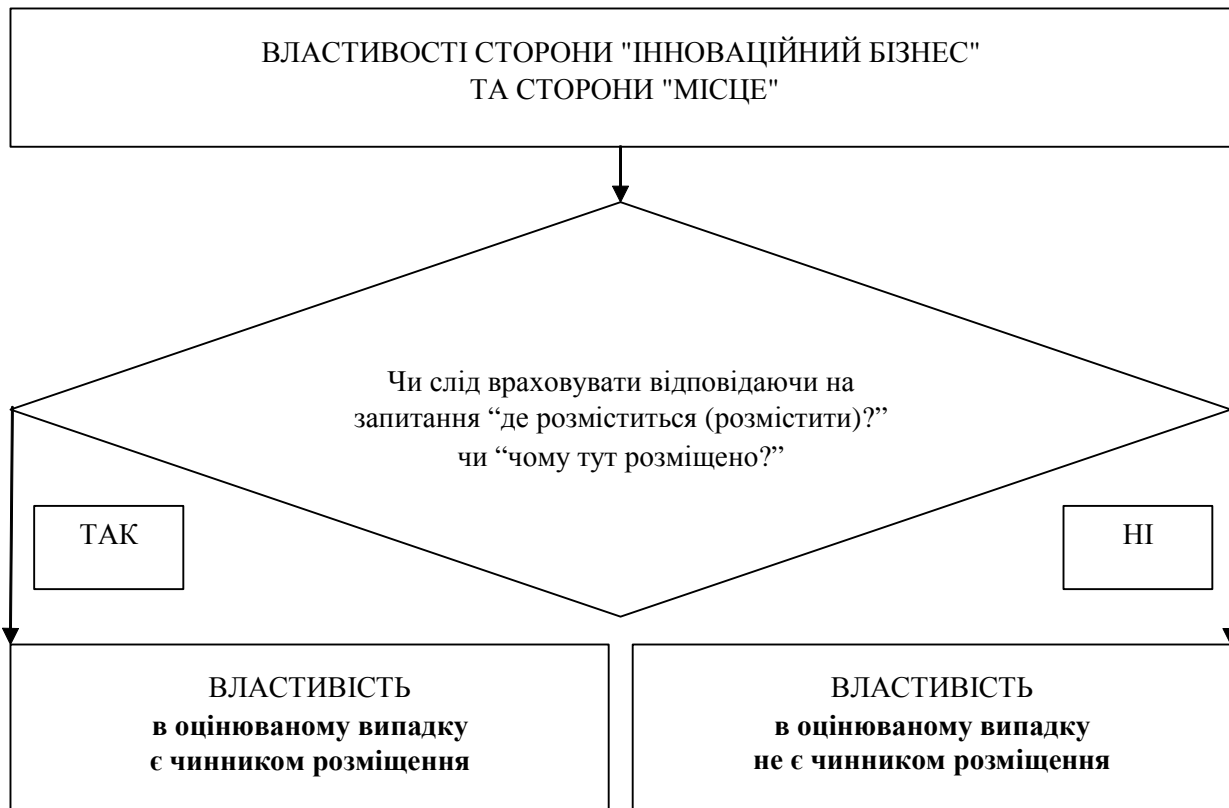 ВЛАСТИВОСТІ СТОРОНИ "ІННОВАЦІЙНИЙ БІЗНЕС"
ТА СТОРОНИ "МІСЦЕ"
Чи слід враховувати відповідаючи на
запитання “де розміститься (розмістити)?”
чи “чому тут розміщено?”
ТАК
НІ
ВЛАСТИВІСТЬ
в оцінюваному випадку
є чинником розміщення
ВЛАСТИВІСТЬ
в оцінюваному випадку
не є чинником розміщення